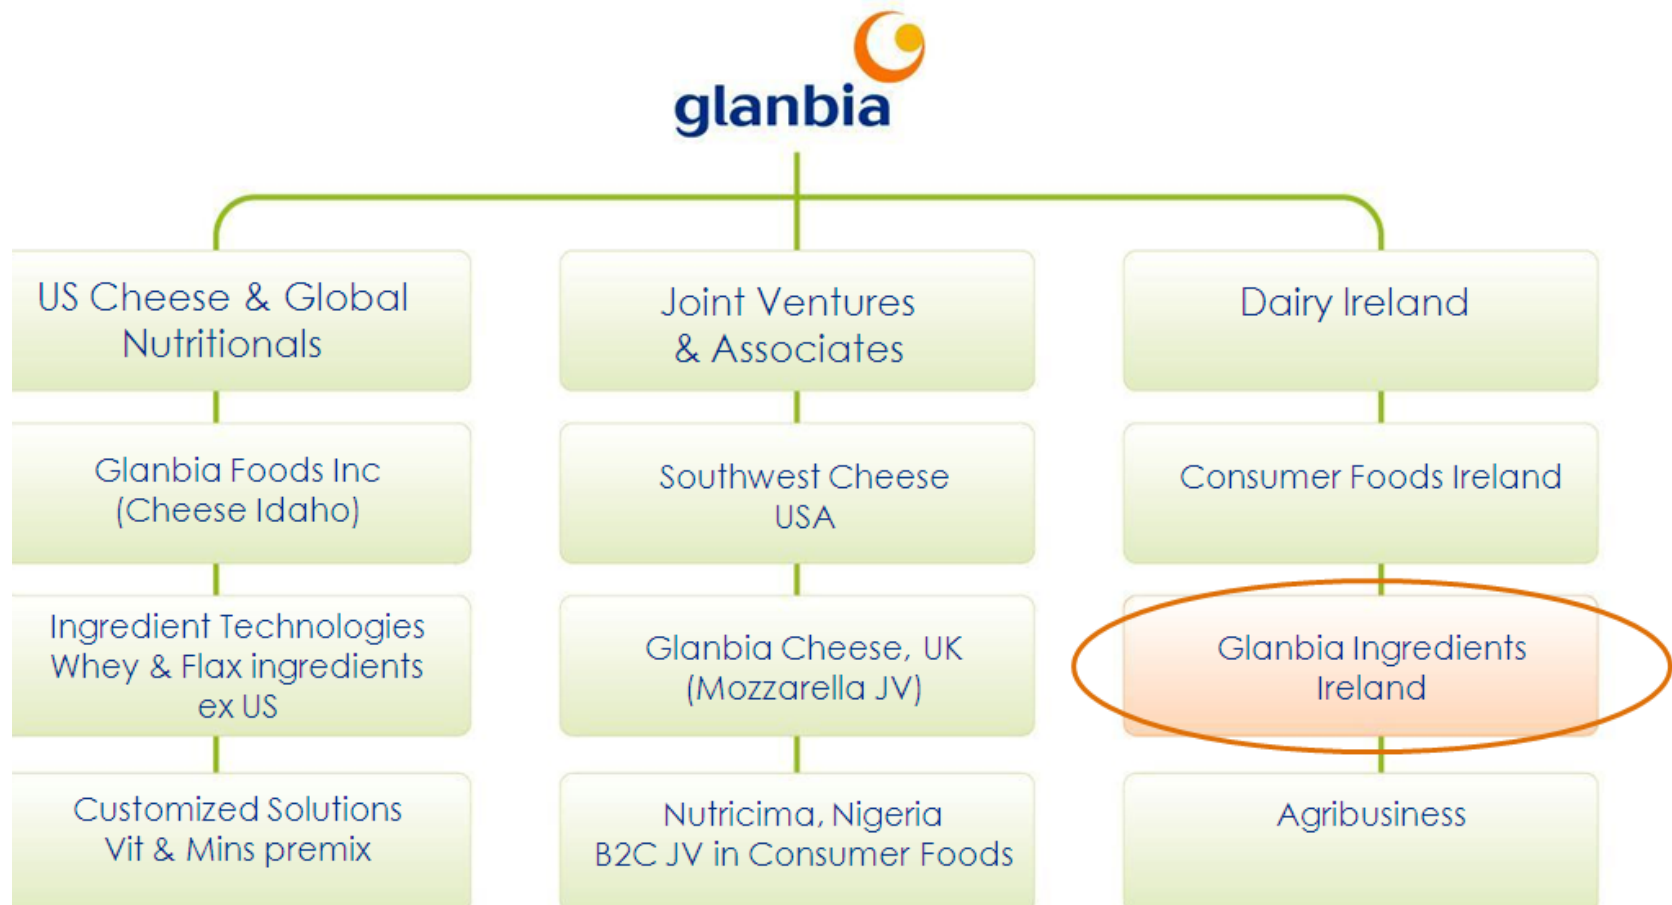 glanbia
US Cheese & Global
Nutritionals
Glanbia Foods Inc
(Cheese Idaho)
Ingredient Technologies
Whey & Flax ingredients
ex US
Customized Solutions
Vit & Mins premix
Joint Ventures
& Associates
Southwest Cheese
USA
Glanbia Cheese, UK
(Mozzarella JV)
Nutricima, Nigeria
B2C JV in Consumer Foods
Dairy Ireland
Consumer Foods Ireland
Glanbia Ingredients
Ireland
Agribusiness